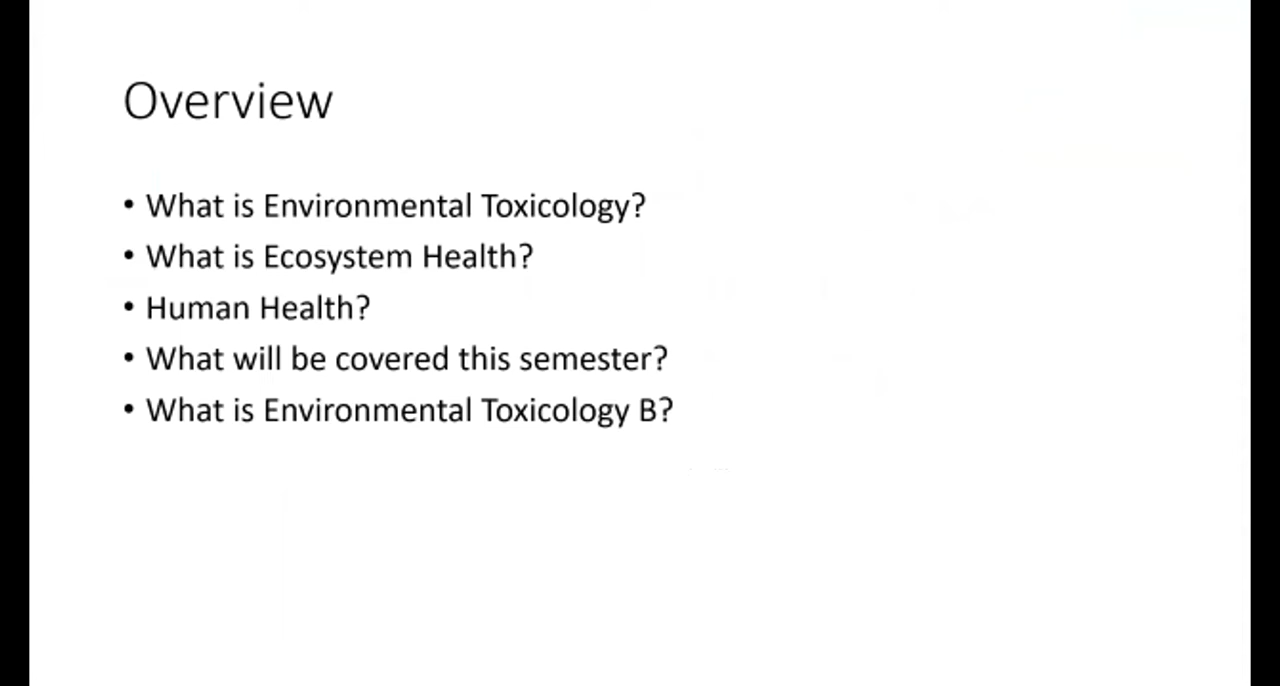 Overview
• What is Environmental Toxicology?
• What is Ecosystem Health?
• Human Health?
• What will be covered this semester?
• What is Environmental Toxicology B?